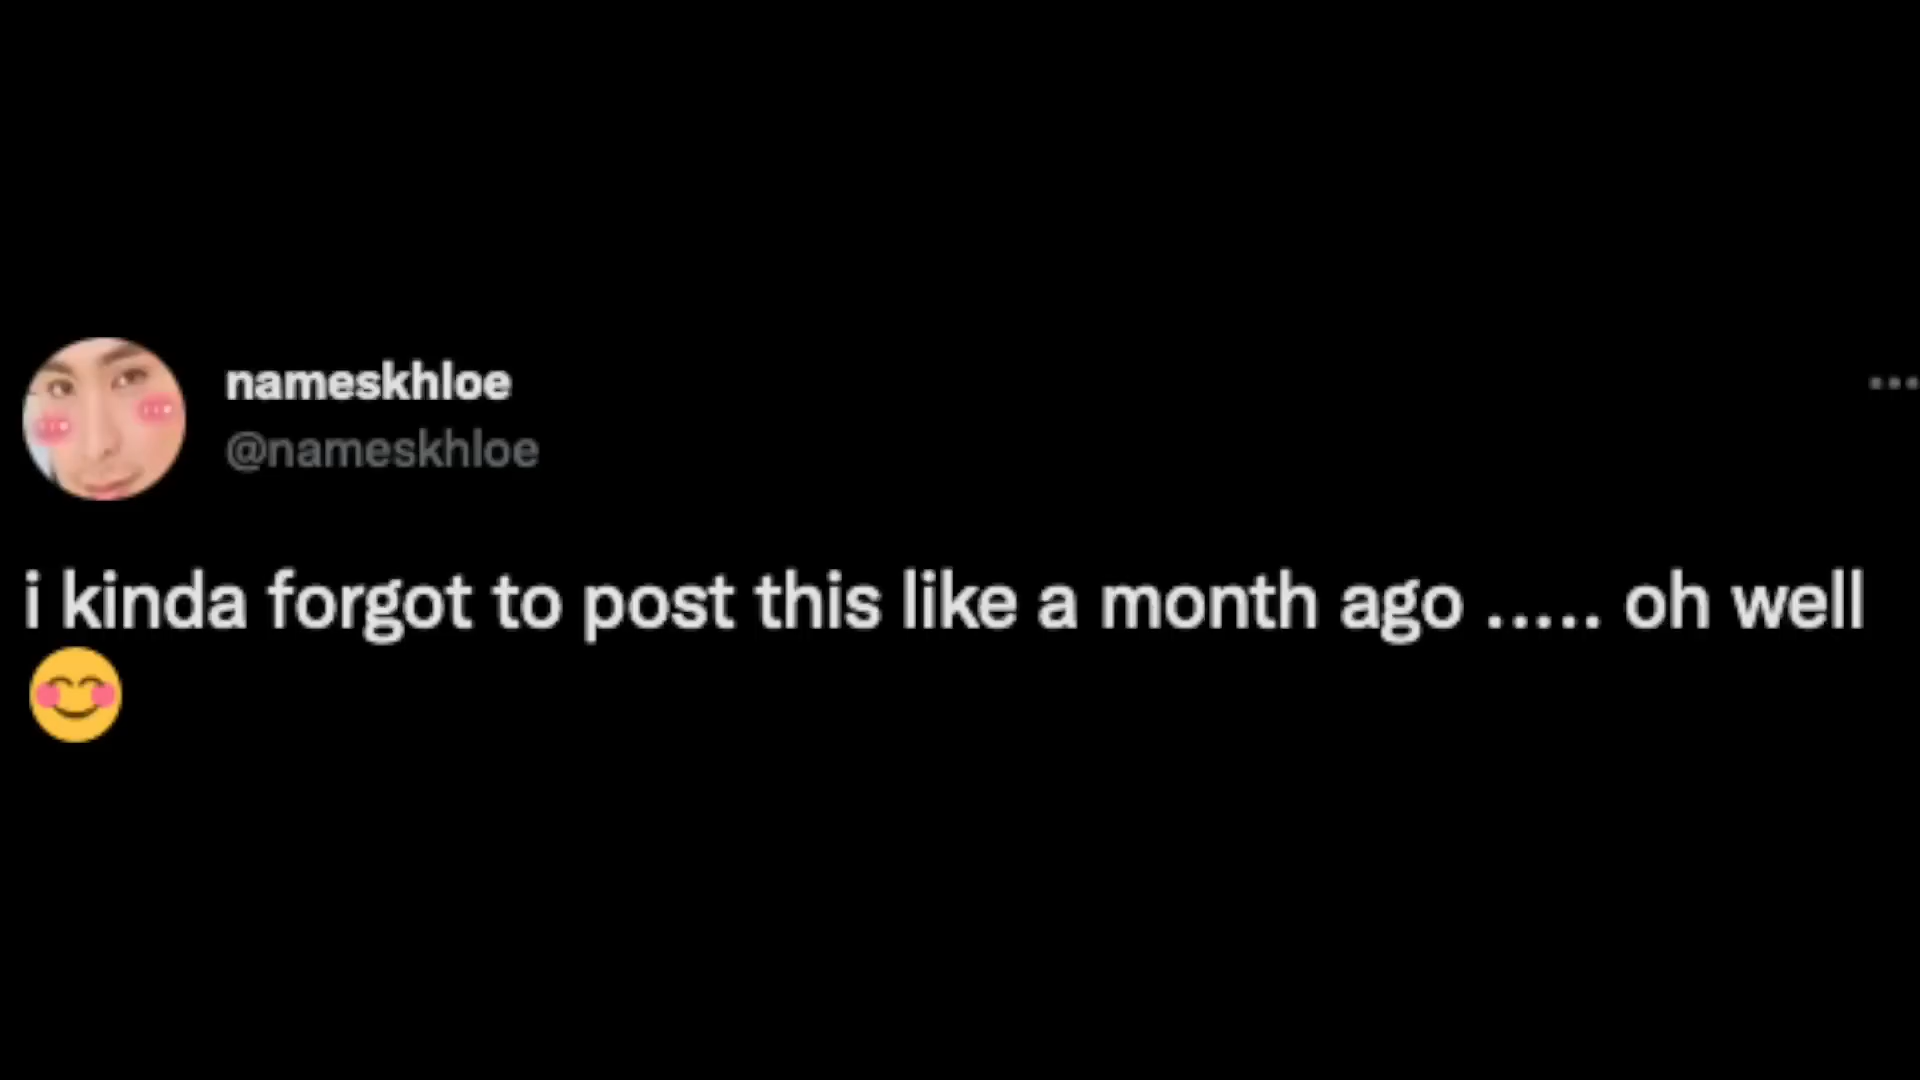 nameskhloe
@nameskhloe
i kinda forgot to post this like a month ago ..... oh well
😊